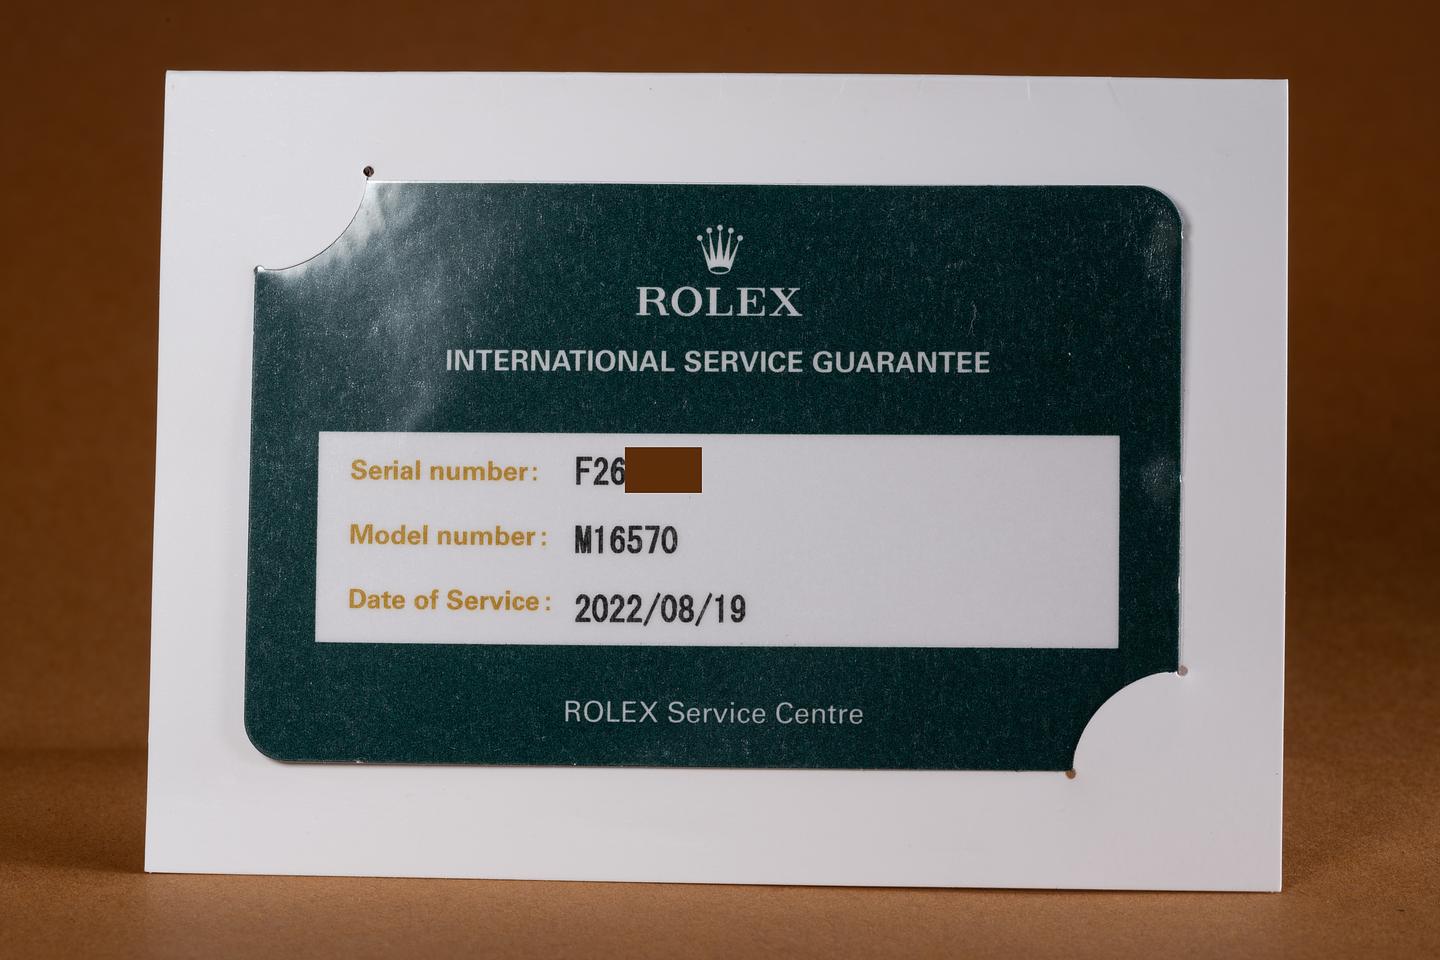 ROLEX
INTERNATIONAL SERVICE GUARANTEE
Serial number: F26
Model number: M16570
Date of Service: 2022/08/19
ROLEX Service Centre